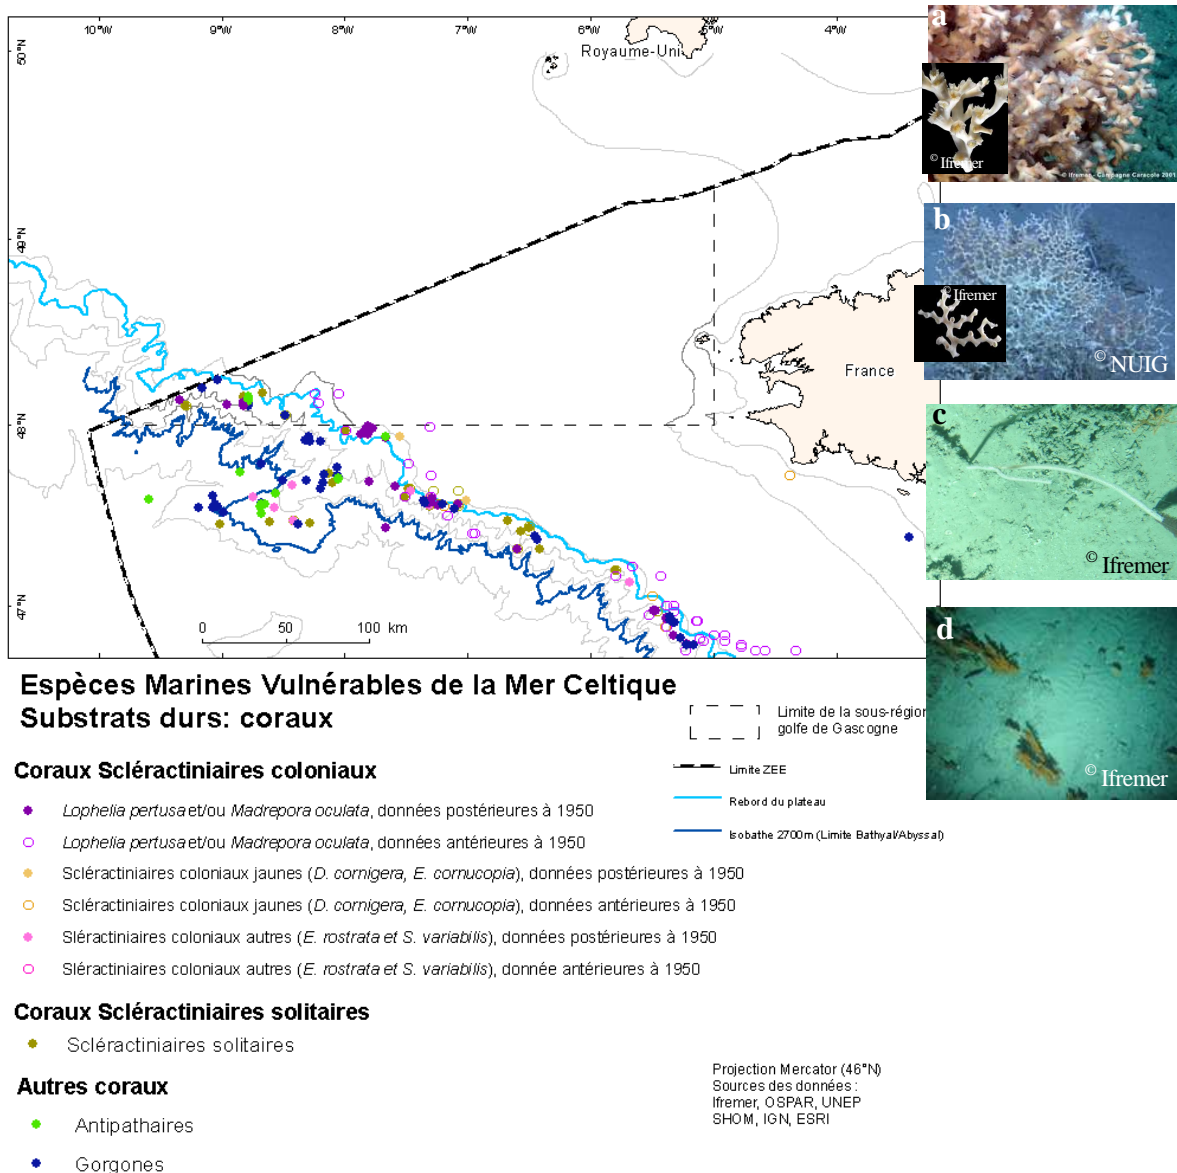 10°W 9°W 8°W 7°W 6°W 5°W 4°W
50°N
49°N
48°N
47°N
Royaume-Uni
France
0 50 100 km
a
© Ifremer
© Ifremer - Campagne Caracole 2001
b
© Ifremer
© NUIG
c
© Ifremer
d
© Ifremer
Espèces Marines Vulnérables de la Mer Celtique
Substrats durs: coraux
Limite de la sous-région
golfe de Gascogne
Limite ZEE
Rebord du plateau
Isobathe 2700m (Limite Bathyal/Abyssal)
Coraux Scléractiniaires coloniaux
Lophelia pertusa et/ou Madrepora oculata, données postérieures à 1950
Lophelia pertusa et/ou Madrepora oculata, données antérieures à 1950
Scléractiniaires coloniaux jaunes (D. cornigera, E. cornucopia), données postérieures à 1950
Scléractiniaires coloniaux jaunes (D. cornigera, E. cornucopia), données antérieures à 1950
Sléractiniaires coloniaux autres (E. rostrata et S. variabilis), données postérieures à 1950
Sléractiniaires coloniaux autres (E. rostrata et S. variabilis), donnée antérieures à 1950
Coraux Scléractiniaires solitaires
Scléractiniaires solitaires
Autres coraux
Antipathaires
Gorgones
Projection Mercator (46°N)
Sources des données :
Ifremer, OSPAR, UNEP
SHOM, IGN, ESRI